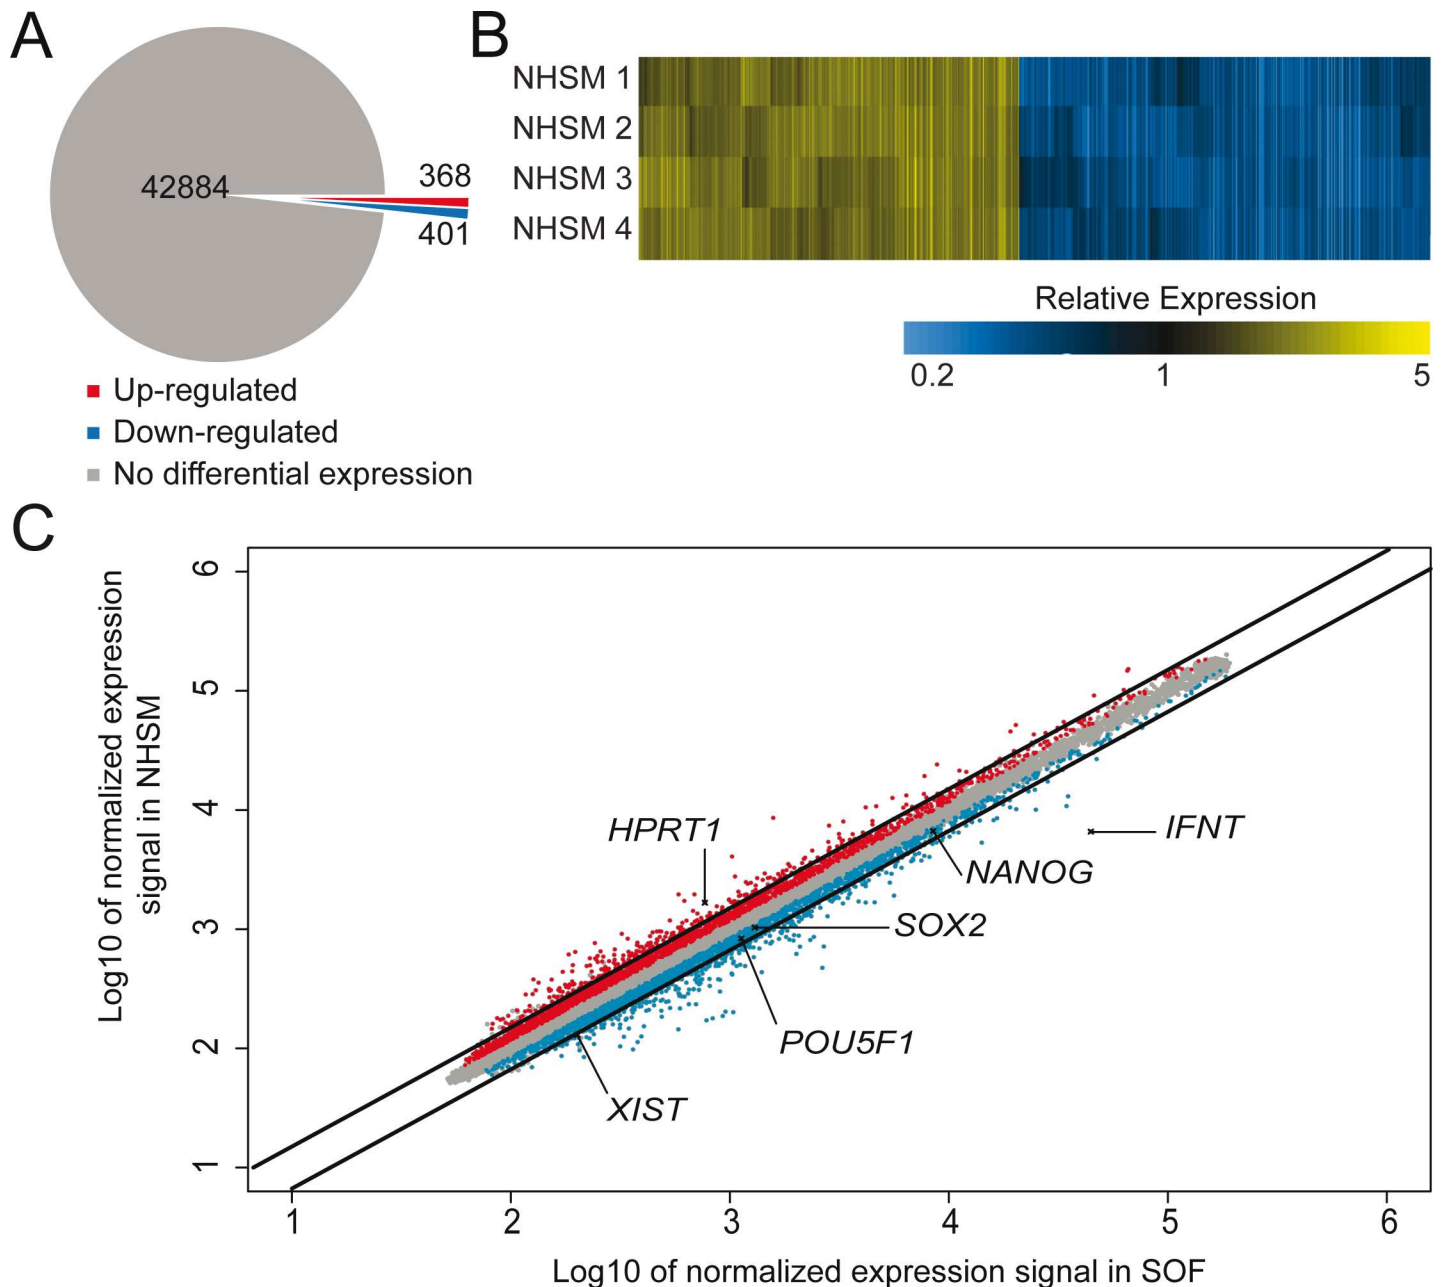 A
42884
368
401
Up-regulated
Down-regulated
No differential expression
B
NHSM 1
NHSM 2
NHSM 3
NHSM 4
Relative Expression
0.2 1 5
C
Log10 of normalized expression
signal in NHSM
6
5
4
3
2
1
HPRT1
IFNT
NANOG
SOX2
POU5F1
XIST
1 2 3 4 5 6
Log10 of normalized expression signal in SOF